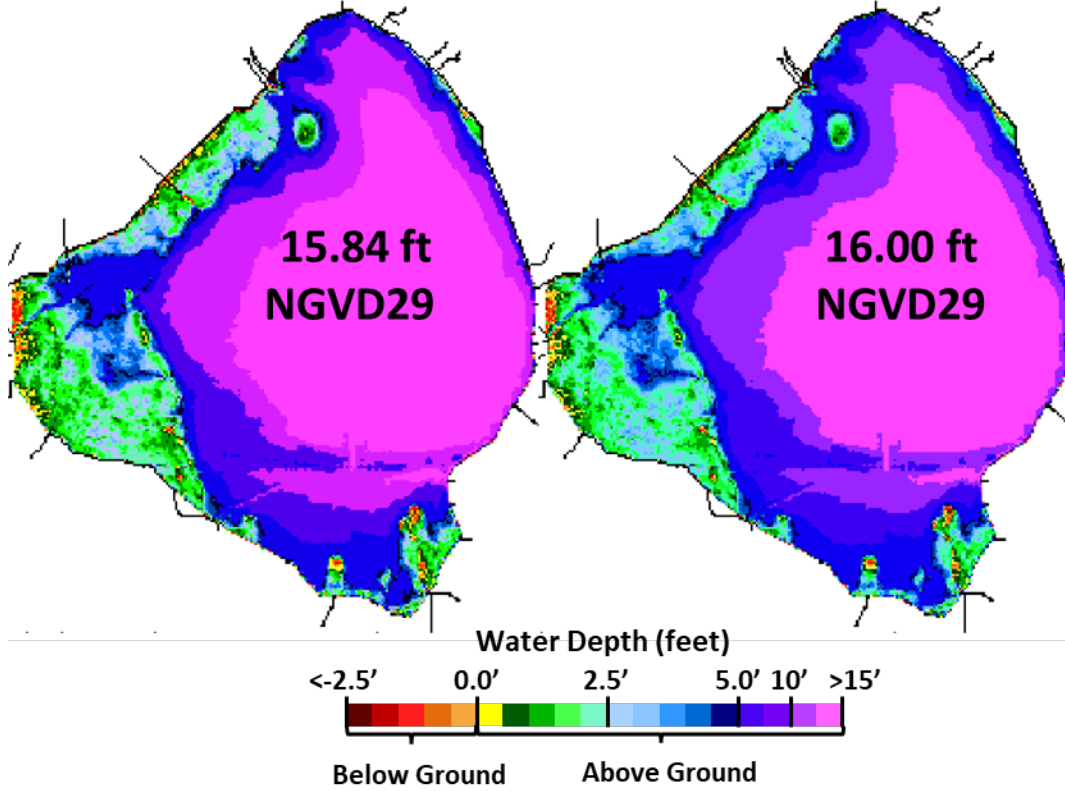 15.84 ft
NGVD29
16.00 ft
NGVD29
Water Depth (feet)
<-2.5’ 0.0’ 2.5’ 5.0’ 10’ >15’
Below Ground Above Ground